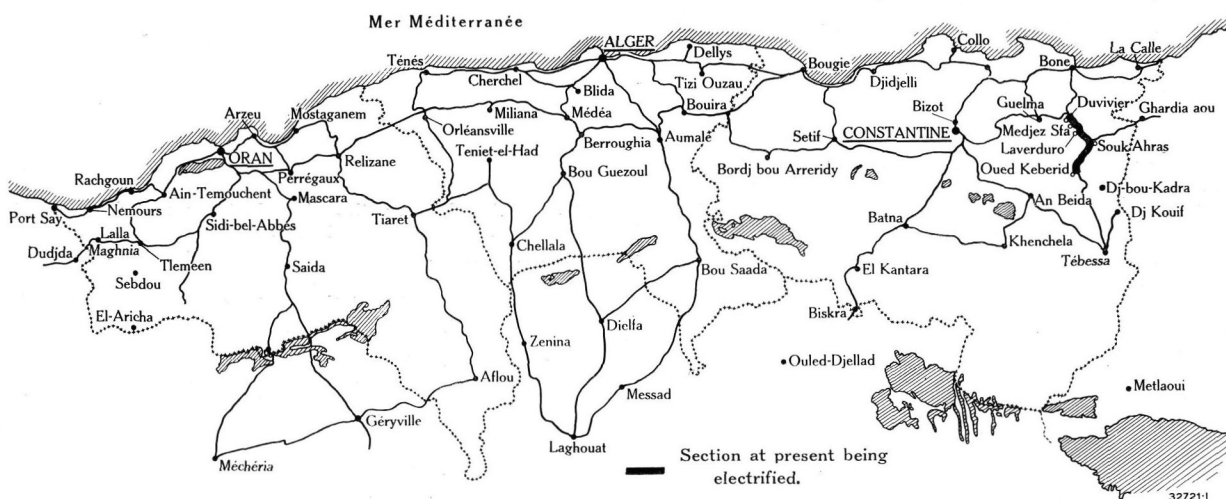 Mer Méditerranée
ALGER
Dellys
Collo
La Calle
Ténés
Cherchel
Tizi Ouzau
Bougie
Djidjelli
Bone
Blida
Arzeu
Mostaganem
Miliana
Médéa
Bouira
Bizot
Guelma
Duvivier
Ghardia aou
Orléansville
Teniet-el-Had
Berroughia
Aumale
Setif
CONSTANTINE
Medjez Sfa
Laverduro
Souk-Ahras
ORAN
Relizane
Perrégaux
Bou Guezoul
Bordj bou Arreridy
Oued Keberid
Rachgoun
Ain-Temouchent
Mascara
Dj-bou-Kadra
Port Say.
Nemours
Sidi-bel-Abbés
Tiaret
Batna
An Beida
Dj Kouif
Lalla
Maghnia
Dudjda
Tlemeen
Chellala
Khenchela
Tébessa
Sebdou
Saida
Bou Saada
El Kantara
El-Aricha
Dielfa
Biskra
Zenina
Ouled-Djellad
Aflou
Messad
Metlaoui
Géryville
Laghouat
Méchéria
Section at present being
electrified.
32721·I